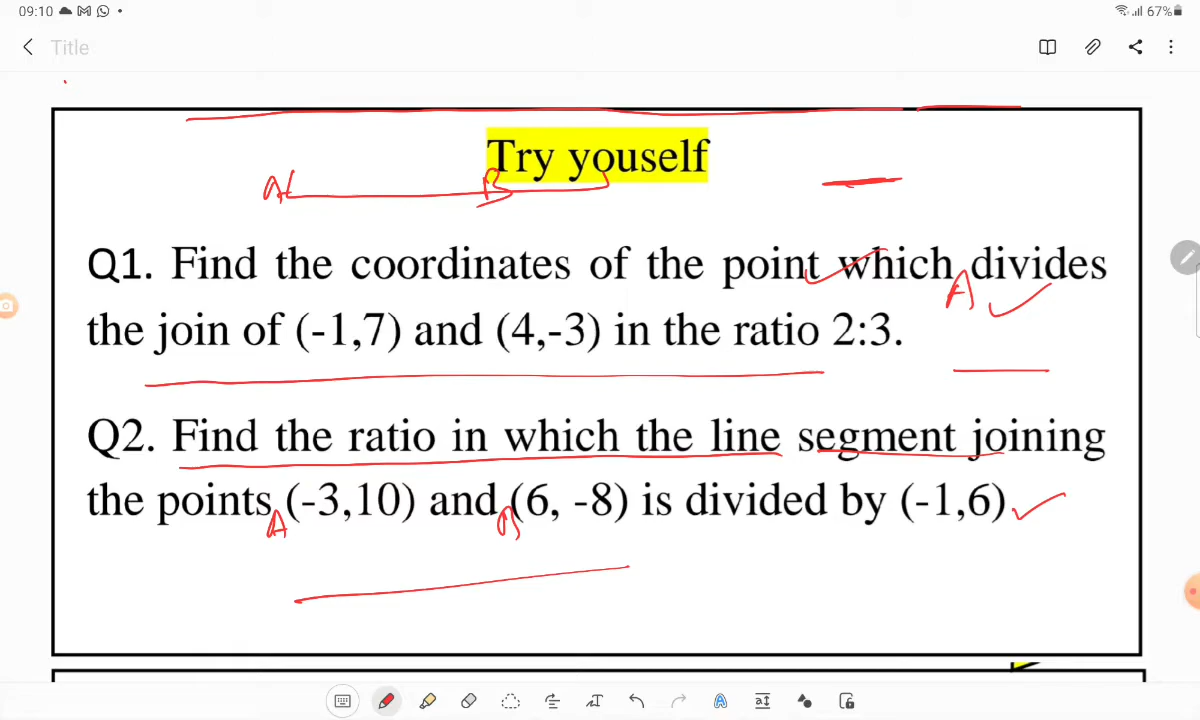 09:10
67%
Title
Try youself
A B
Q1. Find the coordinates of the point which divides
A
the join of (-1,7) and (4,-3) in the ratio 2:3.
Q2. Find the ratio in which the line segment joining
the points (-3,10) and (6, -8) is divided by (-1,6)
A B